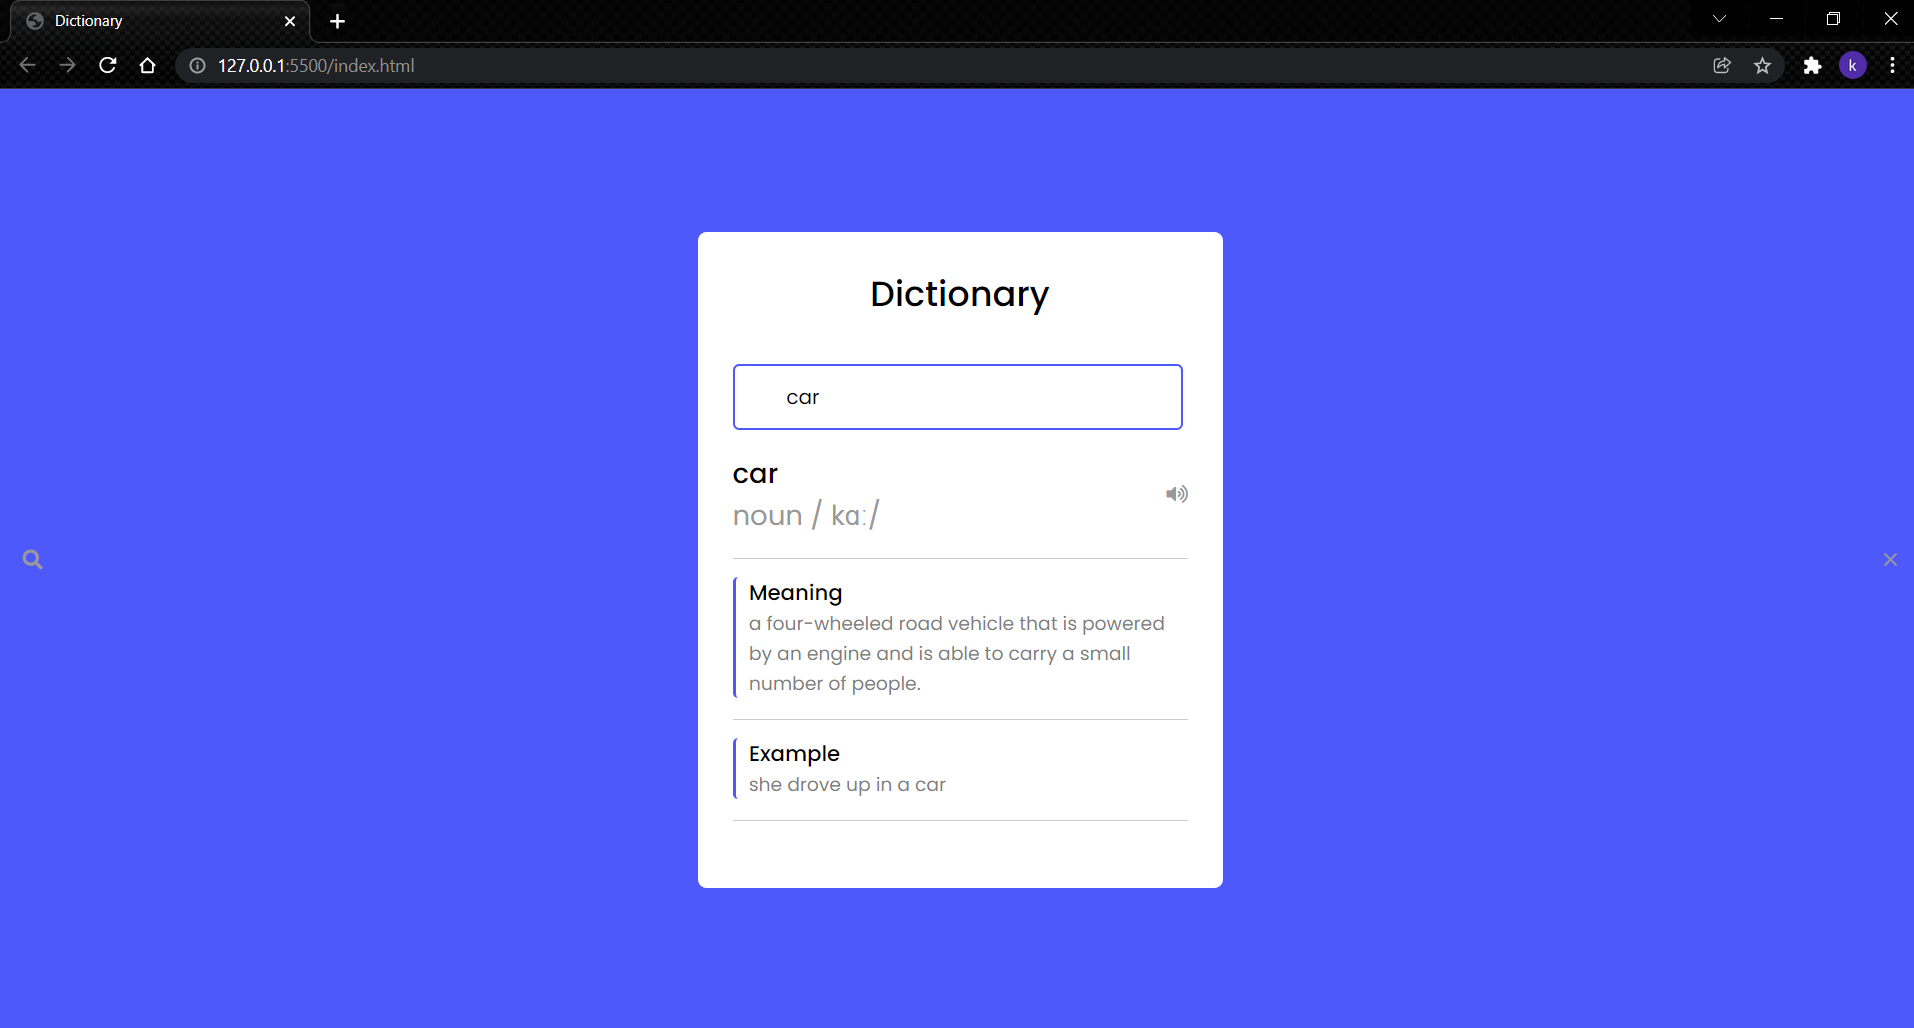 Dictionary
127.0.0.1:5500/index.html
k
Dictionary
car
car
noun / kɑː/
Meaning
a four-wheeled road vehicle that is powered
by an engine and is able to carry a small
number of people.
Example
she drove up in a car